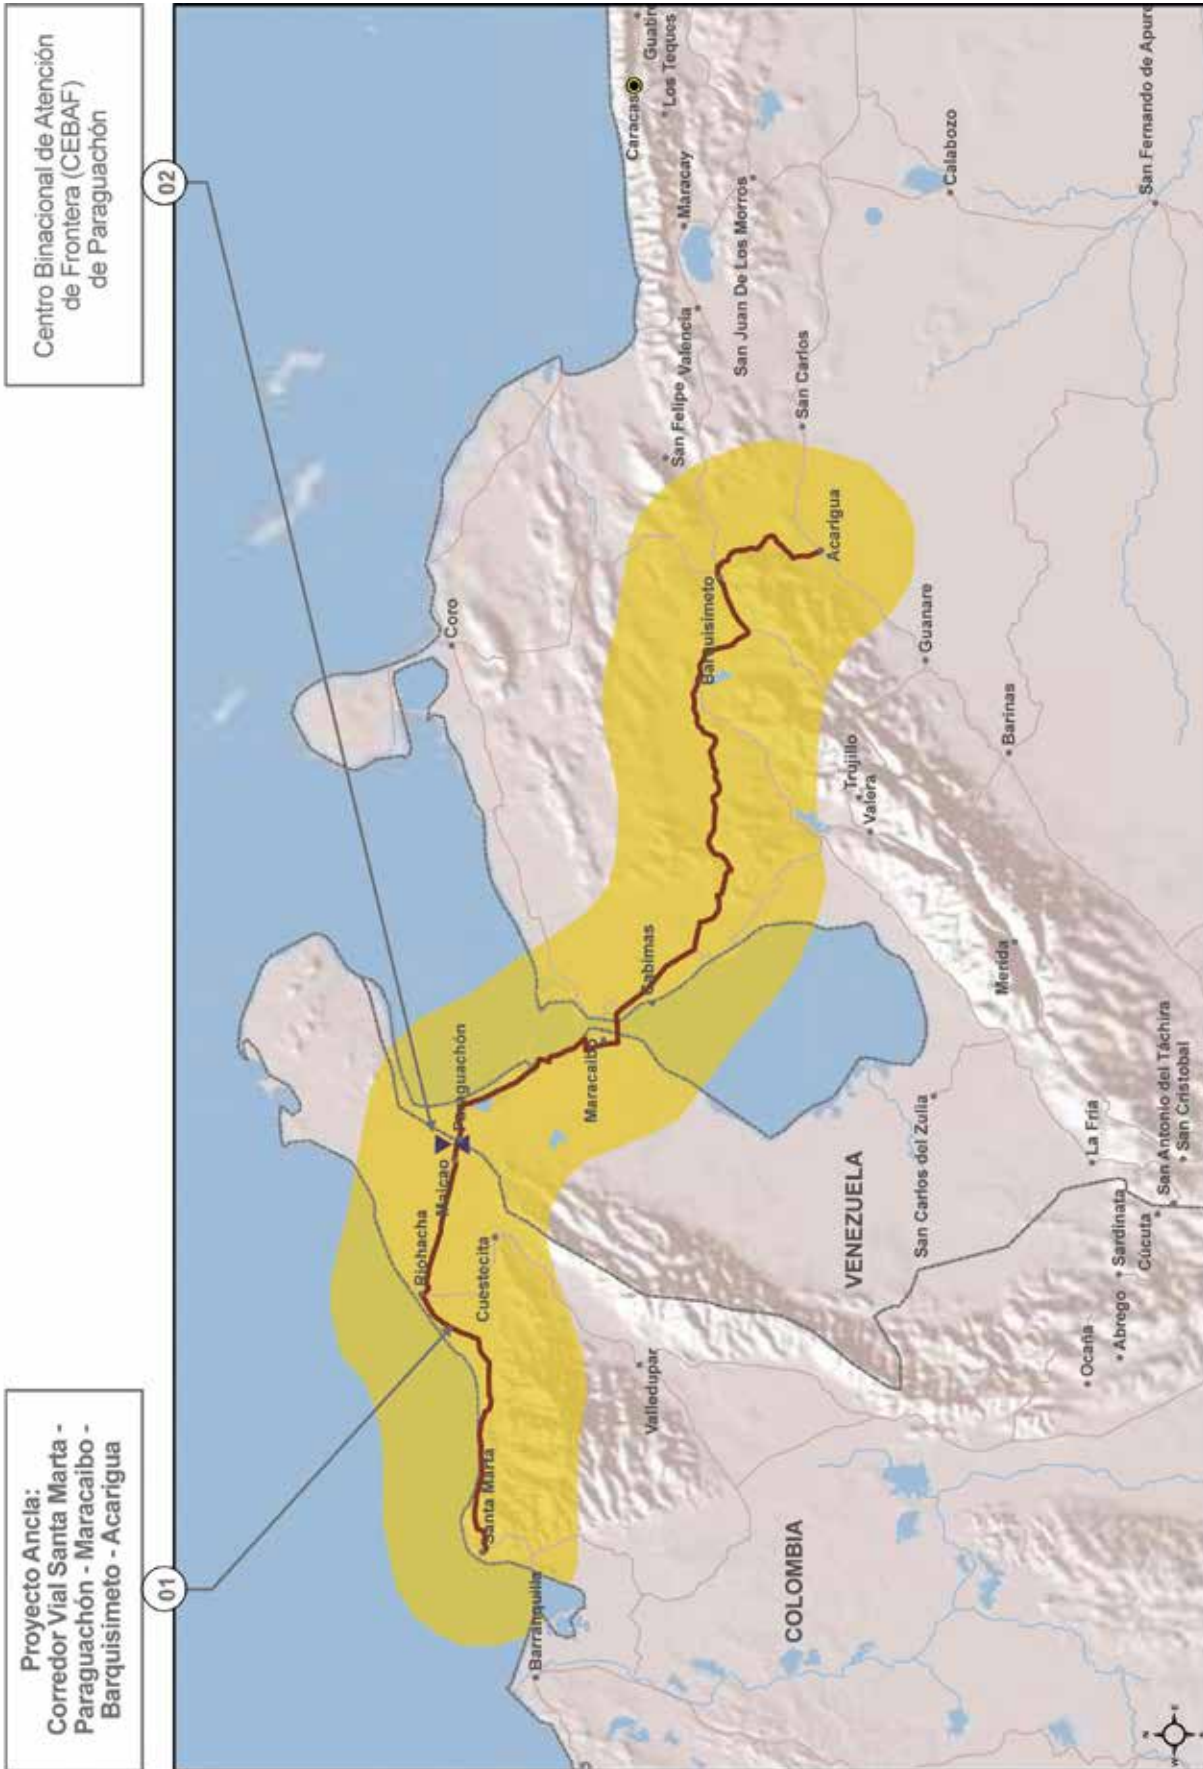 Proyecto Ancla:
Corredor Vial Santa Marta -
Paraguachón - Maracaibo -
Barquisimeto - Acarigua
01
Centro Binacional de Atención
de Frontera (CEBAF)
de Paraguachón
02
Barranquilla
Santa Marta
Riohacha
Cuestecita
Maicao
Paraguachón
Valledupar
Maracaibo
Cabimas
Coro
Barquisimeto
Acarigua
San Felipe
Valencia
San Carlos
San Juan De Los Morros
Maracay
Caracas
Los Teques
Calabozo
San Fernando de Apure
Guanare
Barinas
Trujillo
Valera
Merida
COLOMBIA
VENEZUELA
San Carlos del Zulia
La Fria
San Antonio del Táchira
San Cristobal
Ocaña
Abrego
Sardinata
Cúcuta
N
W
E